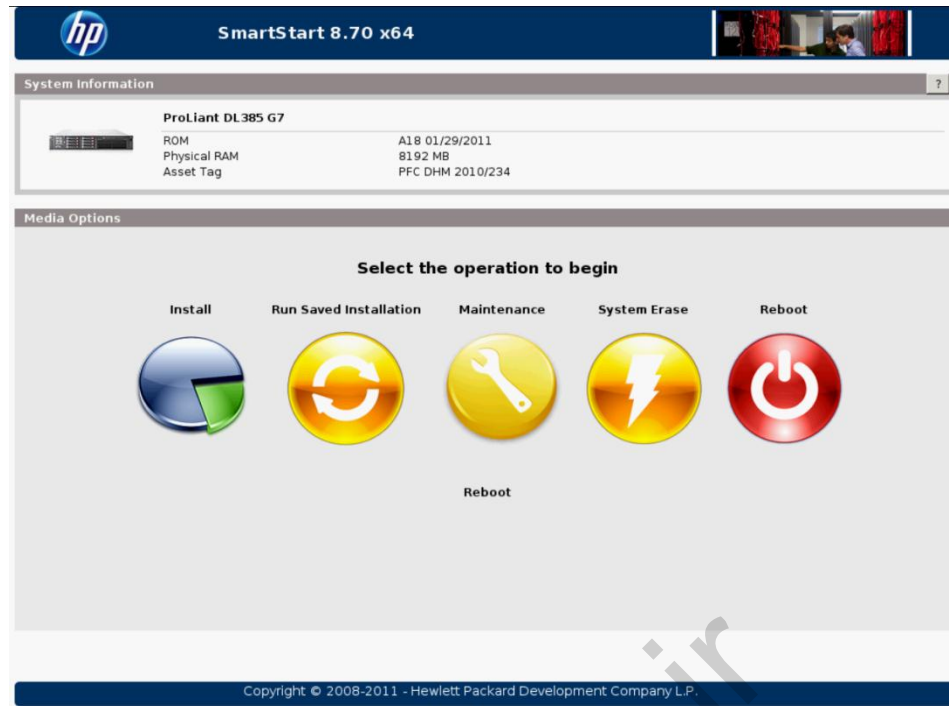 hp
SmartStart 8.70 x64
System Information
?
ProLiant DL385 G7
ROM A18 01/29/2011
Physical RAM 8192 MB
Asset Tag PFC DHM 2010/234
Media Options
Select the operation to begin
Install Run Saved Installation Maintenance System Erase Reboot
Reboot
ir
Copyright © 2008-2011 - Hewlett Packard Development Company L.P.